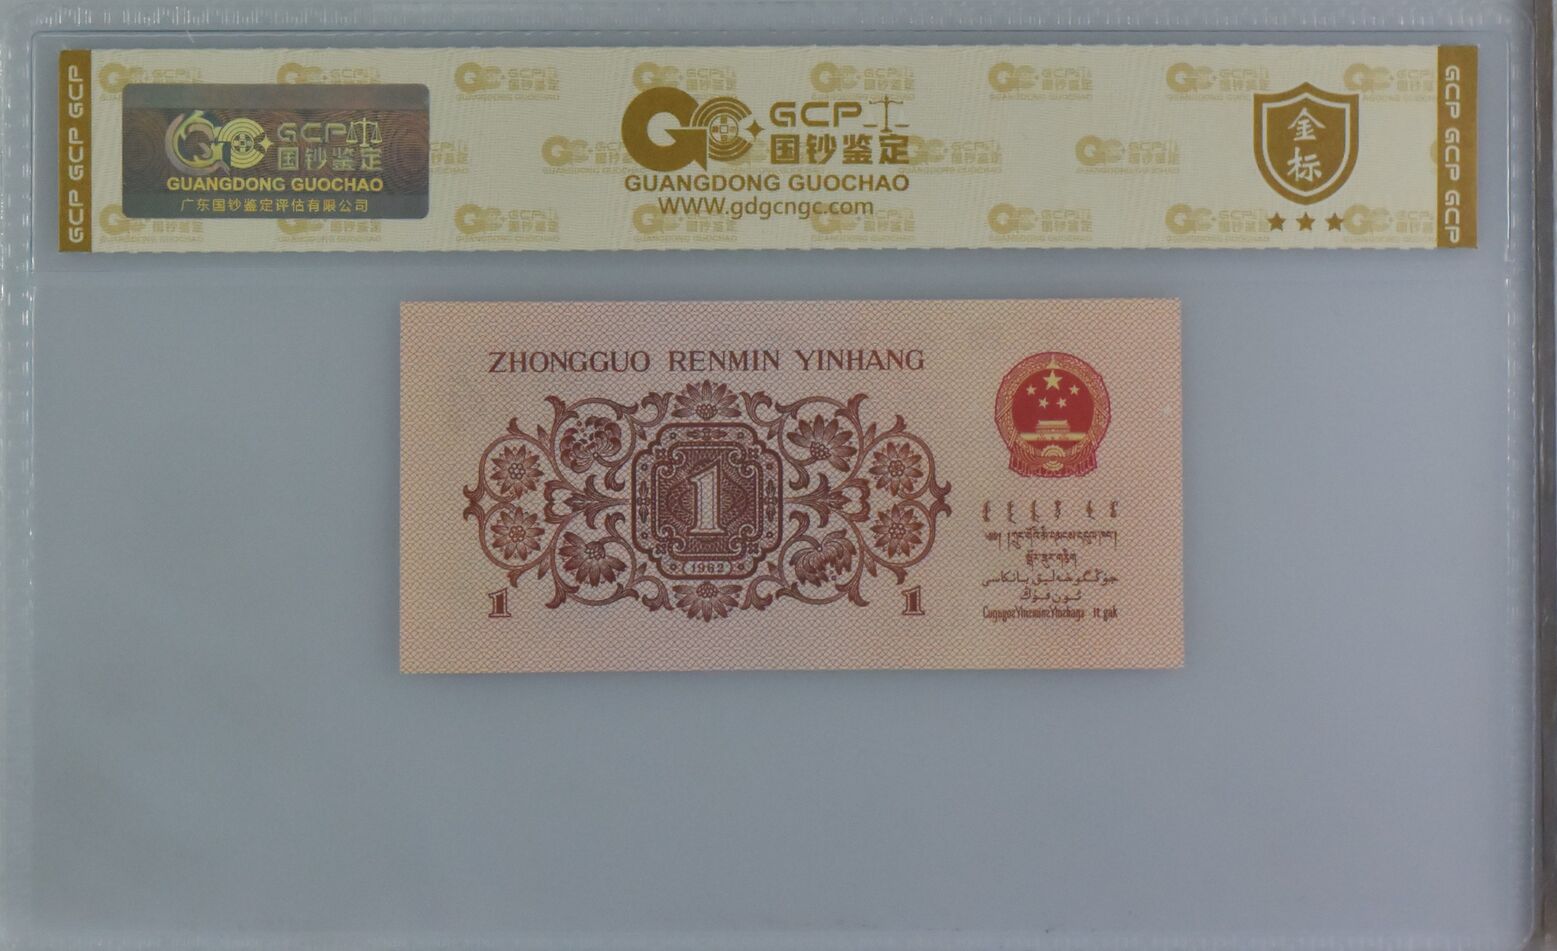 GCP GCP GCP
GCP
国钞鉴定
GUANGDONG GUOCHAO
广东国钞鉴定评估有限公司
GCP
国钞鉴定
GUANGDONG GUOCHAO
WWW.gdgcngc.com
金
标
GCP GCP GCP
ZHONGGUO RENMIN YINHANG
1
1962
1
1
جۇڭگوخەلىق بانكاسى